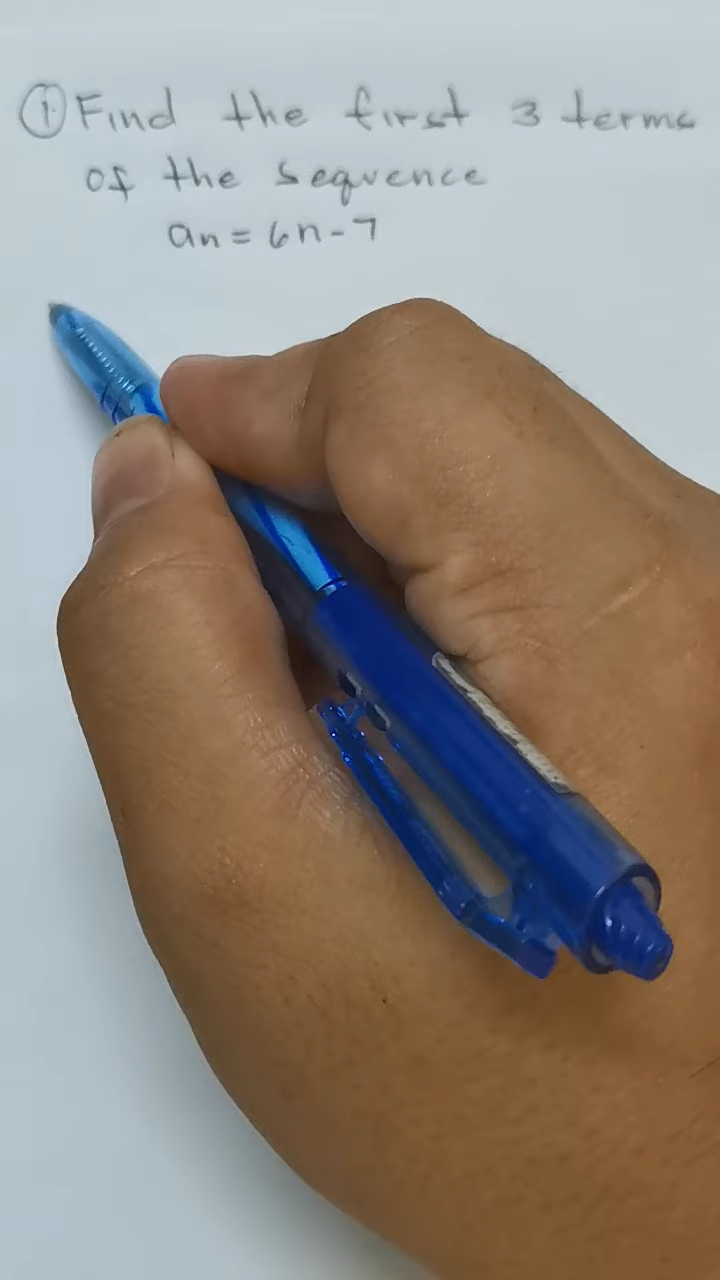 ① Find the first 3 terms
of the sequence
an = 6n - 7